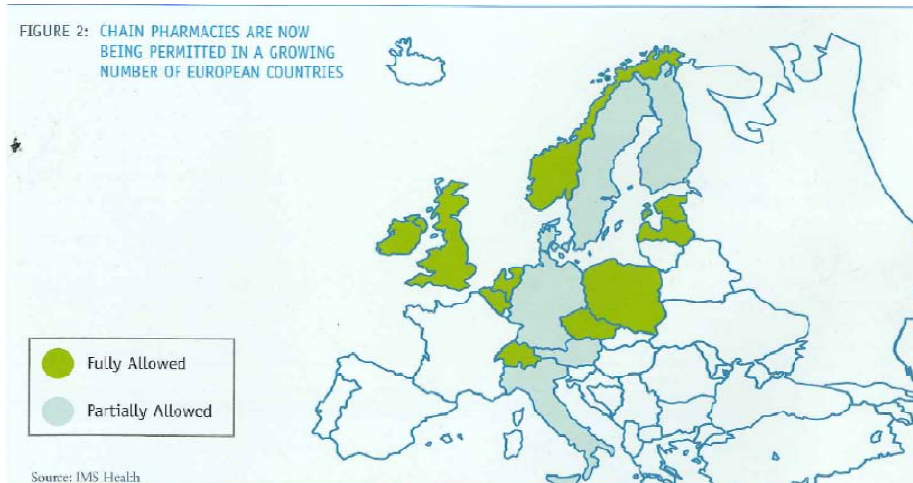 FIGURE 2: CHAIN PHARMACIES ARE NOW
BEING PERMITTED IN A GROWING
NUMBER OF EUROPEAN COUNTRIES
Fully Allowed
Partially Allowed
Source: IMS Health